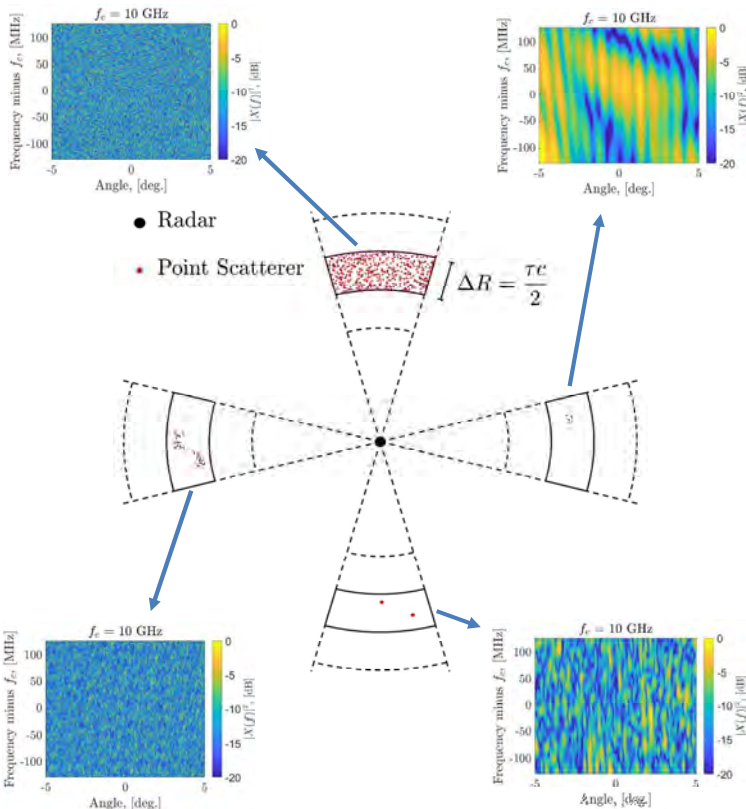 f_c = 10 GHz
Frequency minus f_c, [MHz]
100
50
0
-50
-100
-5
0
5
Angle, [deg.]
0
-5
-10
-15
-20
|X(f)|², [dB]
f_c = 10 GHz
Frequency minus f_c, [MHz]
100
50
0
-50
-100
-5
0
5
Angle, [deg.]
0
-5
-10
-15
-20
|X(f)|², [dB]
Radar
Point Scatterer
ΔR = τc/2
f_c = 10 GHz
Frequency minus f_c, [MHz]
100
50
0
-50
-100
-5
0
5
Angle, [deg.]
0
-5
-10
-15
-20
|X(f)|², [dB]
f_c = 10 GHz
Frequency minus f_c, [MHz]
100
50
0
-50
-100
-5
0
5
Angle, [deg.]
0
-5
-10
-15
-20
|X(f)|², [dB]